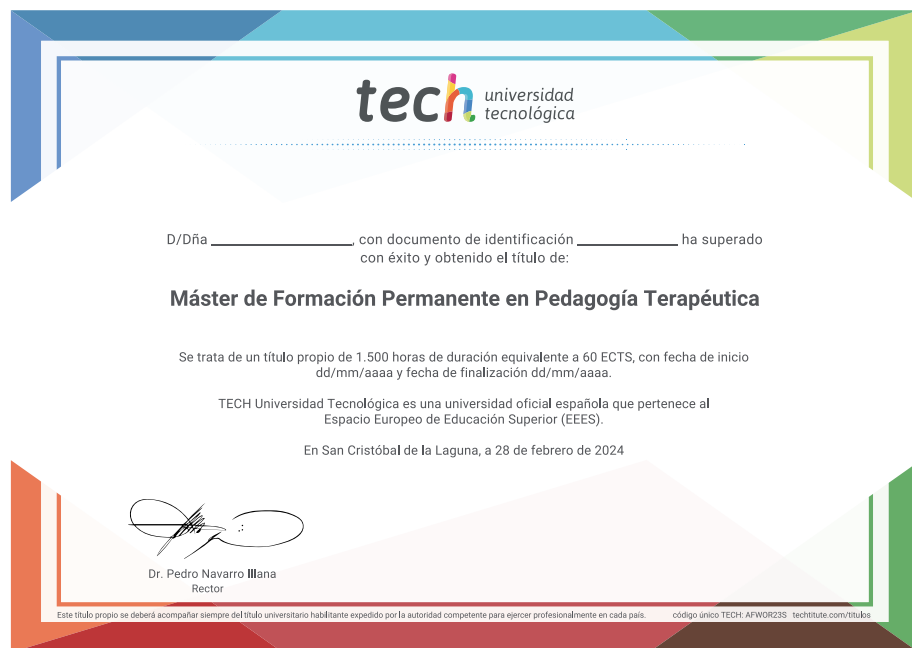 tech universidad
tecnológica
D/Dña , con documento de identificación ha superado
con éxito y obtenido el título de:
Máster de Formación Permanente en Pedagogía Terapéutica
Se trata de un título propio de 1.500 horas de duración equivalente a 60 ECTS, con fecha de inicio
dd/mm/aaaa y fecha de finalización dd/mm/aaaa.
TECH Universidad Tecnológica es una universidad oficial española que pertenece al
Espacio Europeo de Educación Superior (EEES).
En San Cristóbal de la Laguna, a 28 de febrero de 2024
Dr. Pedro Navarro Illana
Rector
Este título propio se deberá acompañar siempre del título universitario habilitante expedido por la autoridad competente para ejercer profesionalmente en cada país. código único TECH: AFWOR23S techtitute.com/titulos